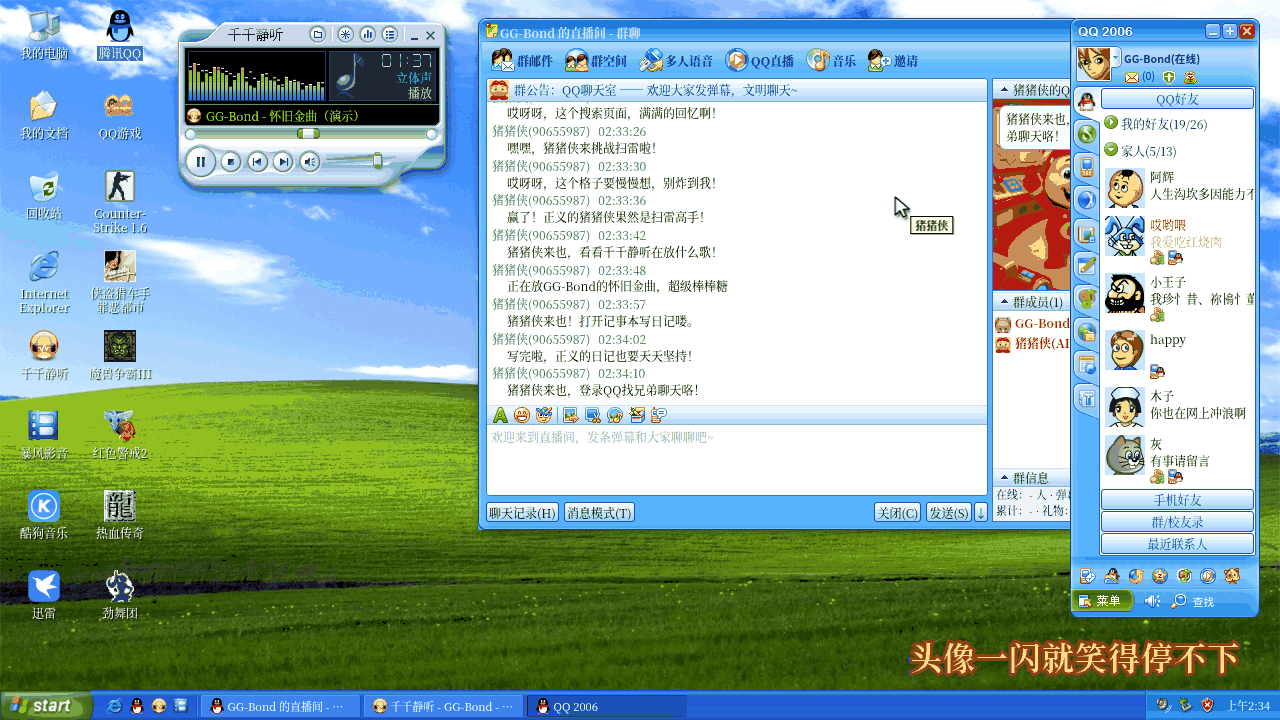 我的电脑
腾讯QQ
我的文档
QQ游戏
回收站
Counter-Strike 1.6
Internet Explorer
侠盗猎车手
罪恶都市
千千静听
魔兽争霸III
暴风影音
红色警戒2
酷狗音乐
热血传奇
迅雷
劲舞团
千千静听
01:37
立体声
播放
GG-Bond - 怀旧金曲（演示）
GG-Bond 的直播间 - 群聊
群邮件 群空间 多人语音 QQ直播 音乐 邀请
群公告：QQ聊天室 —— 欢迎大家发弹幕，文明聊天~
哎呀呀，这个搜索页面，满满的回忆啊！
猪猪侠(90655987) 02:33:26
嘿嘿，猪猪侠来挑战扫雷啦！
猪猪侠(90655987) 02:33:30
哎呀呀，这个格子要慢慢想，别炸到我！
猪猪侠(90655987) 02:33:36
赢了！正义的猪猪侠果然是扫雷高手！
猪猪侠(90655987) 02:33:42
猪猪侠来也，看看千千静听在放什么歌！
猪猪侠(90655987) 02:33:48
正在放GG-Bond的怀旧金曲，超级棒棒糖
猪猪侠(90655987) 02:33:57
猪猪侠来也！打开记事本写日记喽。
猪猪侠(90655987) 02:34:02
写完啦，正义的日记也要天天坚持！
猪猪侠(90655987) 02:34:10
猪猪侠来也，登录QQ找兄弟聊天咯！
欢迎来到直播间，发条弹幕和大家聊聊吧~
聊天记录(H) 消息模式(T) 关闭(C) 发送(S) ↓
猪猪侠的Q
猪猪侠来也，
弟聊天咯！
群成员(1)
GG-Bond
猪猪侠(AI
群信息
在线：- 人 · 弹
累计：- · 礼物：
猪猪侠
QQ 2006
GG-Bond(在线)
(0)
QQ好友
我的好友(19/26)
家人(5/13)
阿辉
人生沟坎多因能力不
哎哟喂
我爱吃红烧肉
小王子
happy
木子
你也在网上冲浪啊
灰
有事请留言
手机好友
群/校友录
最近联系人
菜单
查找
头像一闪就笑得停不下
start
GG-Bond 的直播间 - ···
千千静听 - GG-Bond - ···
QQ 2006
上午2:34